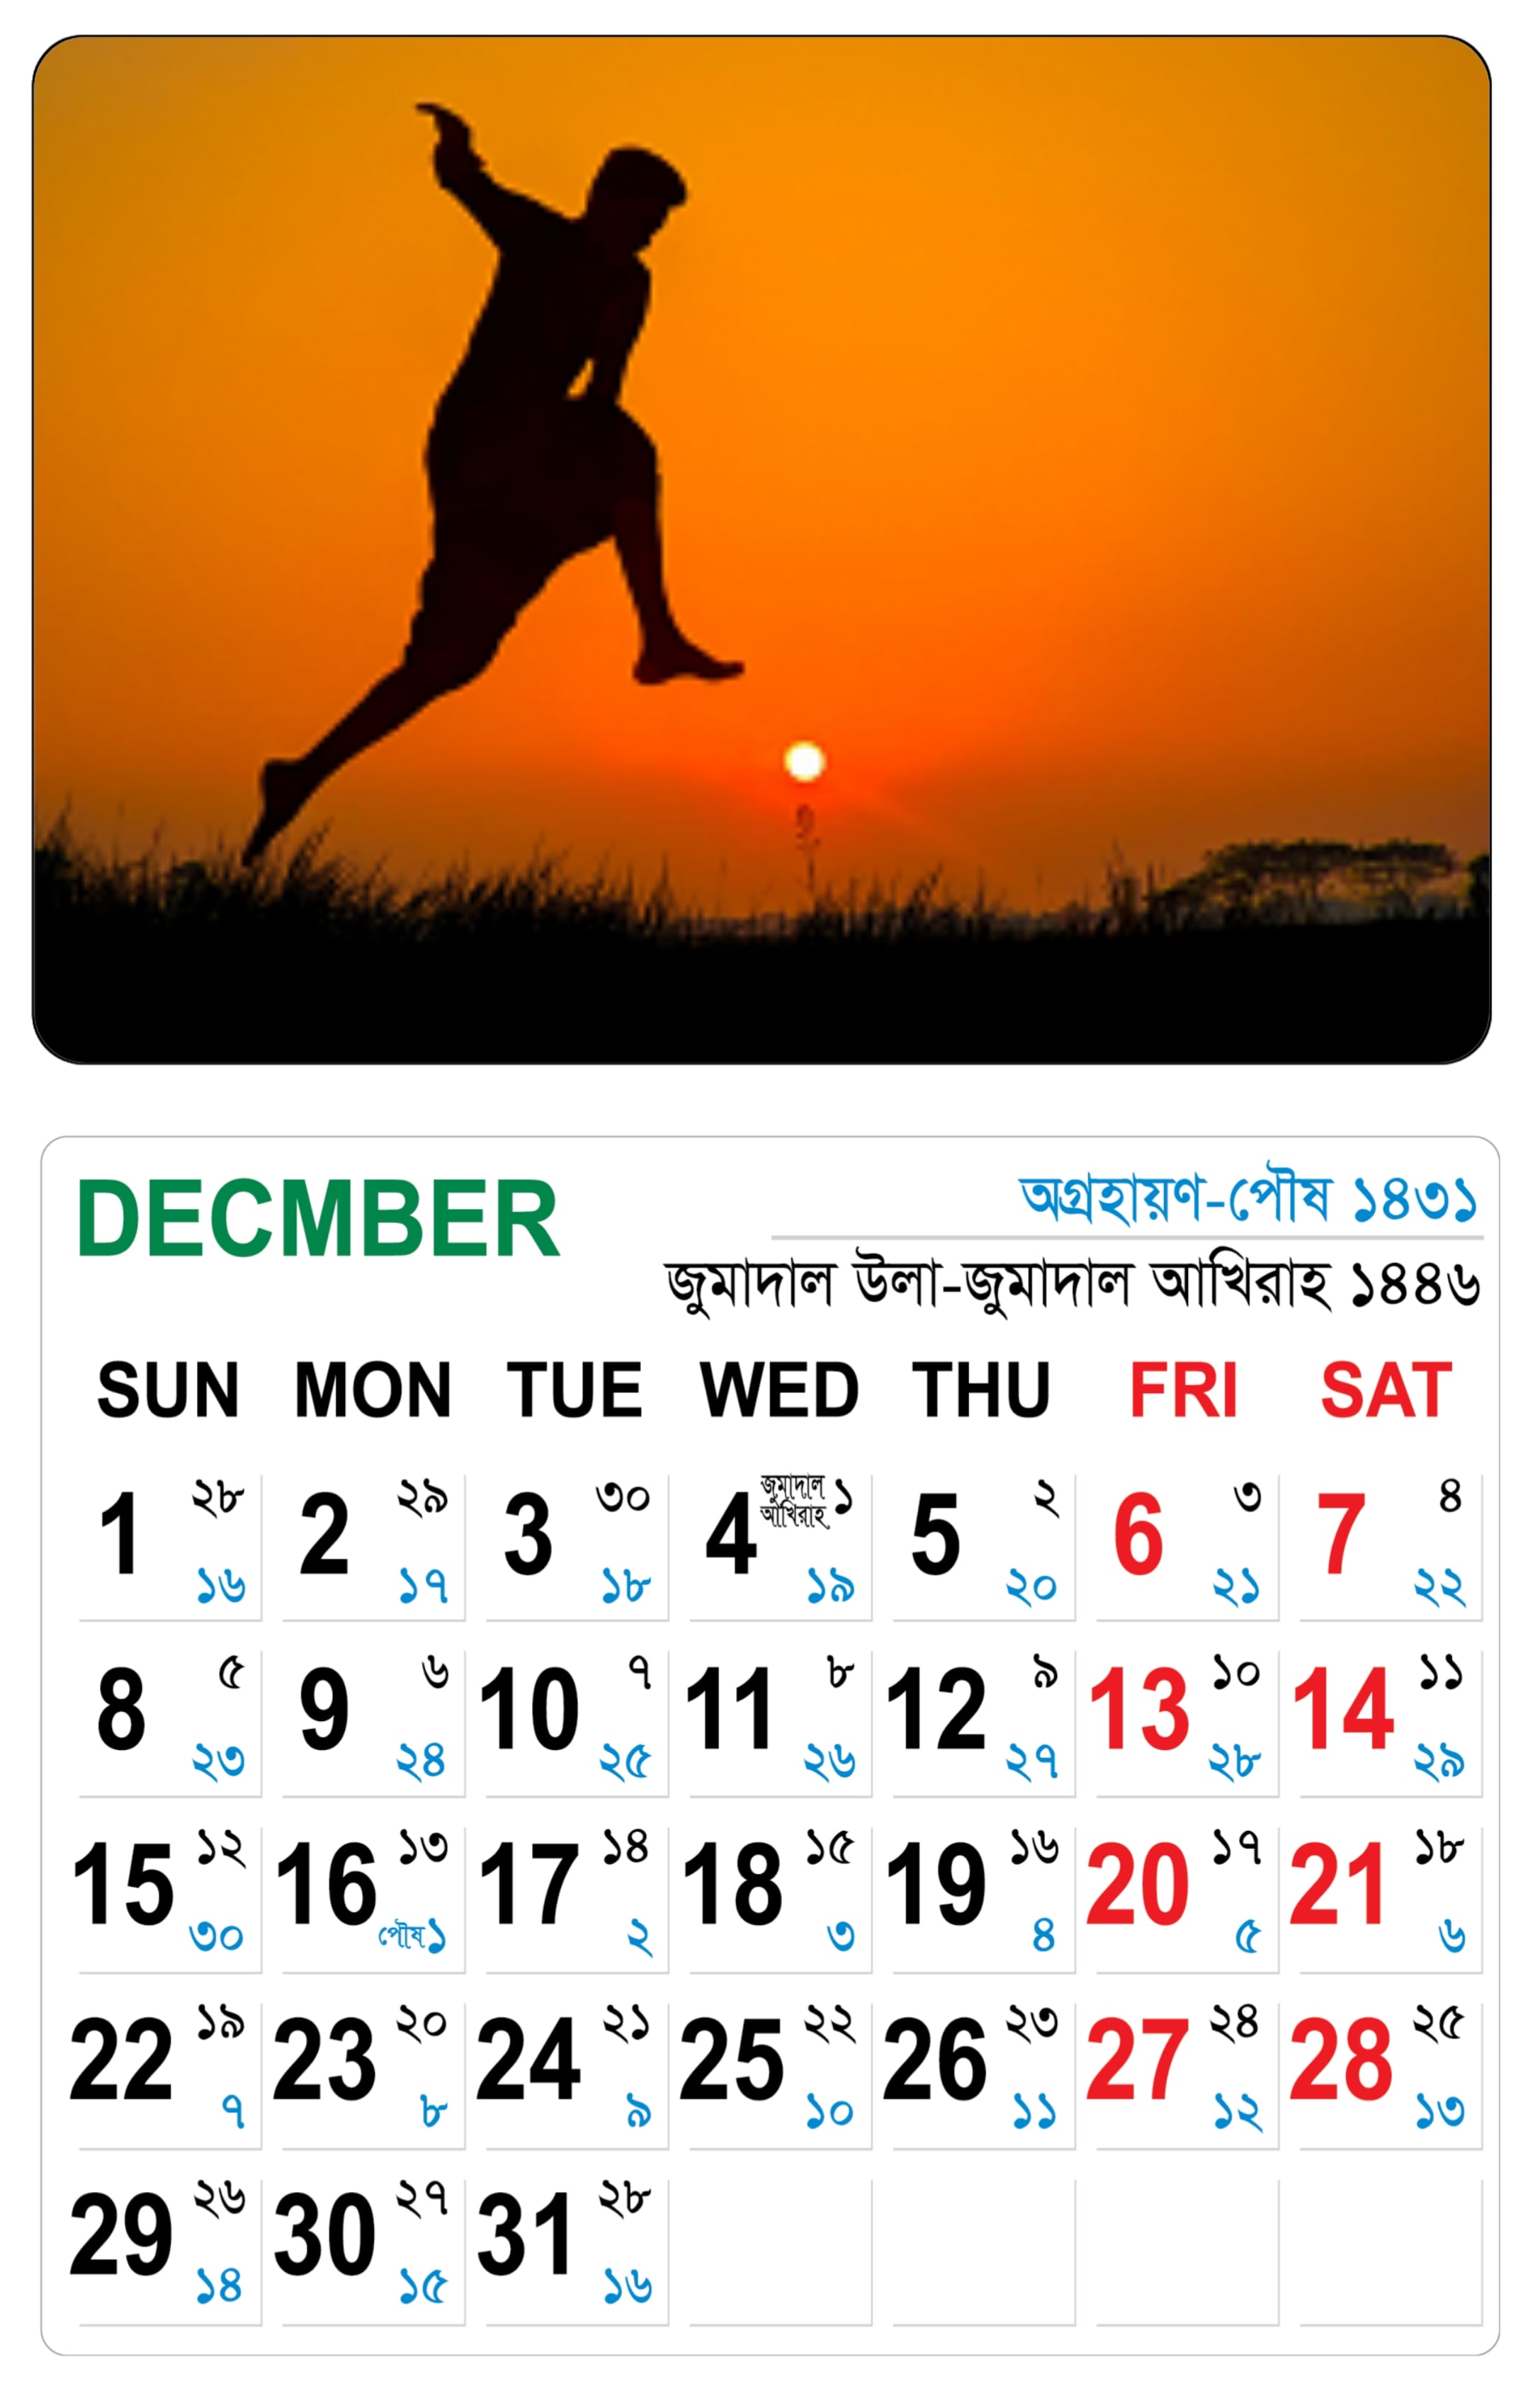 DECMBER
অগ্রহায়ণ-পৌষ ১৪৩১
জুমাদাল উলা-জুমাদাল আখিরাহ ১৪৪৬
SUN MON TUE WED THU FRI SAT
1 ২৮ 2 ২৯ 3 ৩০ 4 জুমাদাল আখিরাহ ১ 5 ২ 6 ৩ 7 ৪
১৬ ১৭ ১৮ ১৯ ২০ ২১ ২২
8 ৫ 9 ৬ 10 ৭ 11 ৮ 12 ৯ 13 ১০ 14 ১১
২৩ ২৪ ২৫ ২৬ ২৭ ২৮ ২৯
15 ১২ 16 ১৩ 17 ১৪ 18 ১৫ 19 ১৬ 20 ১৭ 21 ১৮
৩০ পৌষ ১ ২ ৩ ৪ ৫ ৬
22 ১৯ 23 ২০ 24 ২১ 25 ২২ 26 ২৩ 27 ২৪ 28 ২৫
৭ ৮ ৯ ১০ ১১ ১২ ১৩
29 ২৬ 30 ২৭ 31 ২৮
১৪ ১৫ ১৬